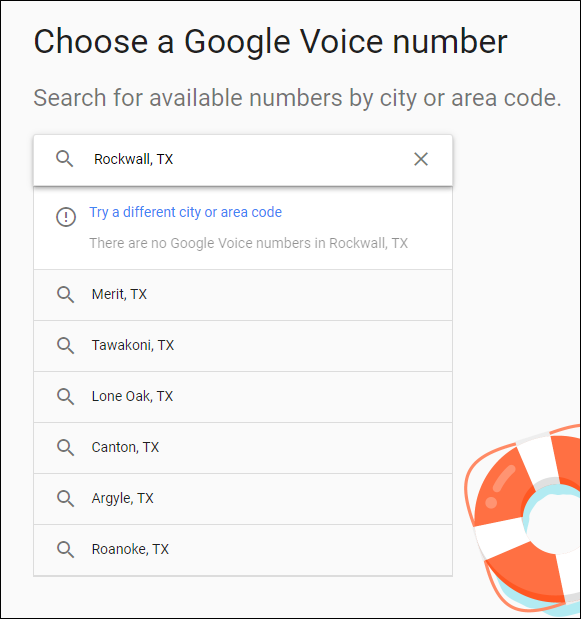 Choose a Google Voice number
Search for available numbers by city or area code.
Rockwall, TX
Try a different city or area code
There are no Google Voice numbers in Rockwall, TX
Merit, TX
Tawakoni, TX
Lone Oak, TX
Canton, TX
Argyle, TX
Roanoke, TX